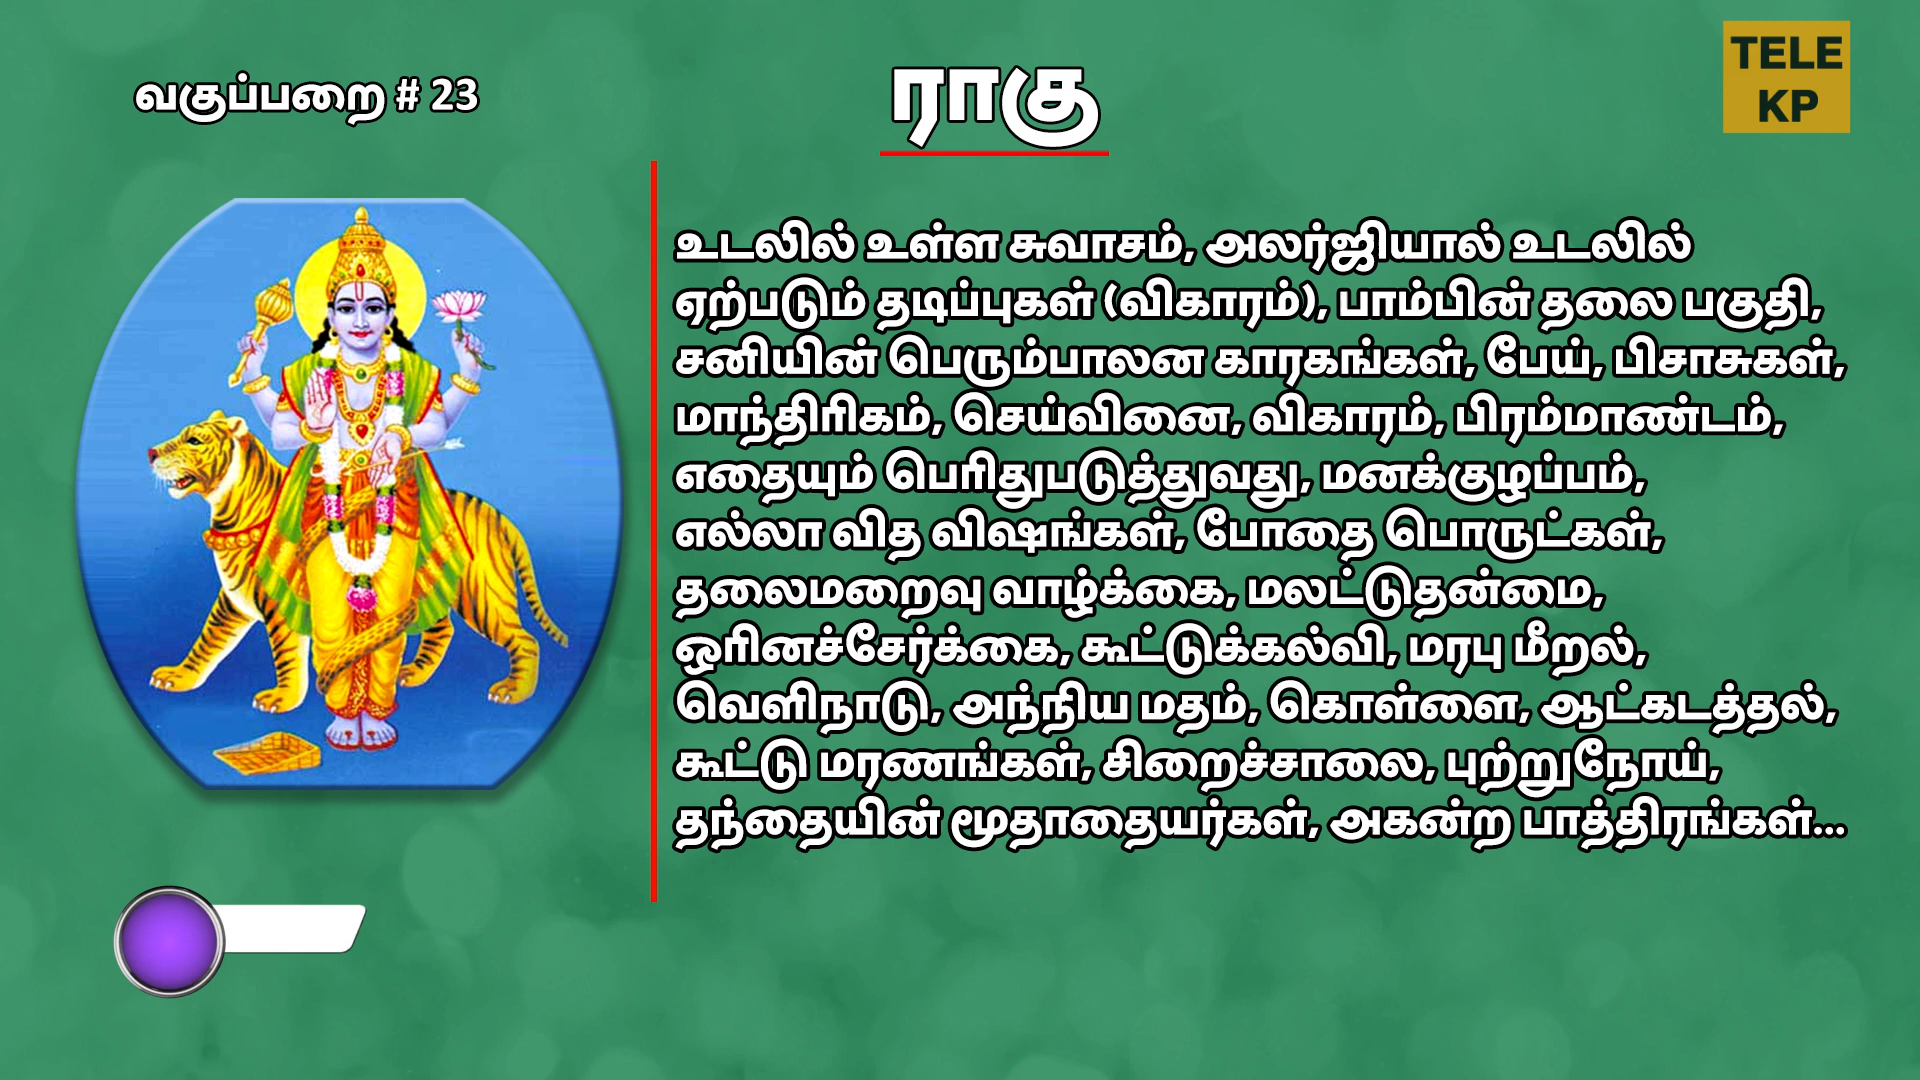 வகுப்பறை # 23
ராகு
TELE
KP
உடலில் உள்ள சுவாசம், அலர்ஜியால் உடலில்
ஏற்படும் தடிப்புகள் (விகாரம்), பாம்பின் தலை பகுதி,
சனியின் பெரும்பாலன காரகங்கள், பேய், பிசாசுகள்,
மாந்திரிகம், செய்வினை, விகாரம், பிரம்மாண்டம்,
எதையும் பெரிதுபடுத்துவது, மனக்குழப்பம்,
எல்லா வித விஷங்கள், போதை பொருட்கள்,
தலைமறைவு வாழ்க்கை, மலட்டுதன்மை,
ஓரினச்சேர்க்கை, கூட்டுக்கல்வி, மரபு மீறல்,
வெளிநாடு, அந்நிய மதம், கொள்ளை, ஆட்கடத்தல்,
கூட்டு மரணங்கள், சிறைச்சாலை, புற்றுநோய்,
தந்தையின் மூதாதையர்கள், அகன்ற பாத்திரங்கள்...